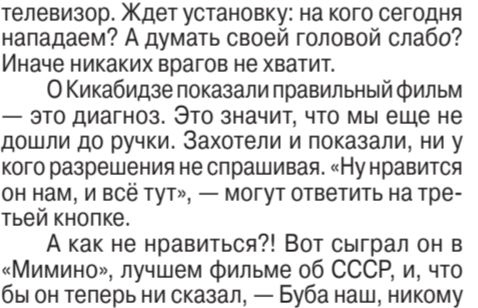 телевизор. Ждет установку: на кого сегодня
нападаем? А думать своей головой слабо?
Иначе никаких врагов не хватит.
О Кикабидзе показали правильный фильм
— это диагноз. Это значит, что мы еще не
дошли до ручки. Захотели и показали, ни у
кого разрешения не спрашивая. «Ну нравится
он нам, и всё тут», — могут ответить на тре-
тьей кнопке.
А как не нравиться?! Вот сыграл он в
«Мимино», лучшем фильме об СССР, и, что
бы он теперь ни сказал, — Буба наш, никому